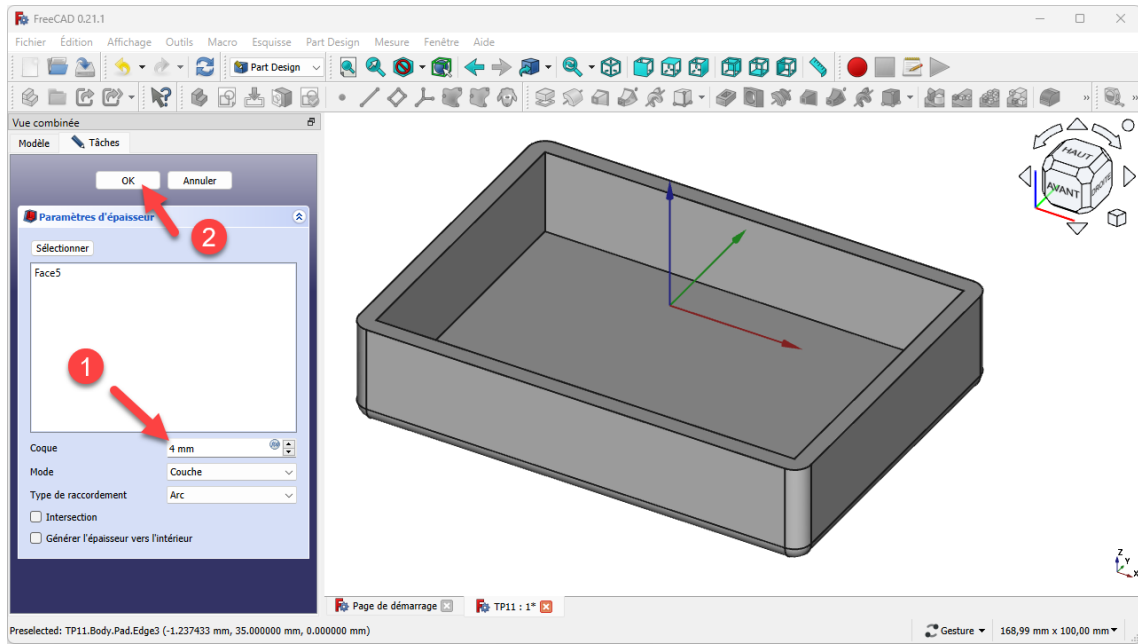 FreeCAD 0.21.1
Fichier Édition Affichage Outils Macro Esquisse Part Design Mesure Fenêtre Aide
Part Design
Vue combinée
Modèle Tâches
OK Annuler
Paramètres d'épaisseur
2
Sélectionner
Face5
1
Coque 4 mm
Mode Couche
Type de raccordement Arc
Intersection
Générer l'épaisseur vers l'intérieur
HAUT
AVANT
DROITE
Z
Y
X
Page de démarrage TP11 : 1*
Preselected: TP11.Body.Pad.Edge3 (-1.237433 mm, 35.000000 mm, 0.000000 mm) Gesture 168,99 mm x 100,00 mm